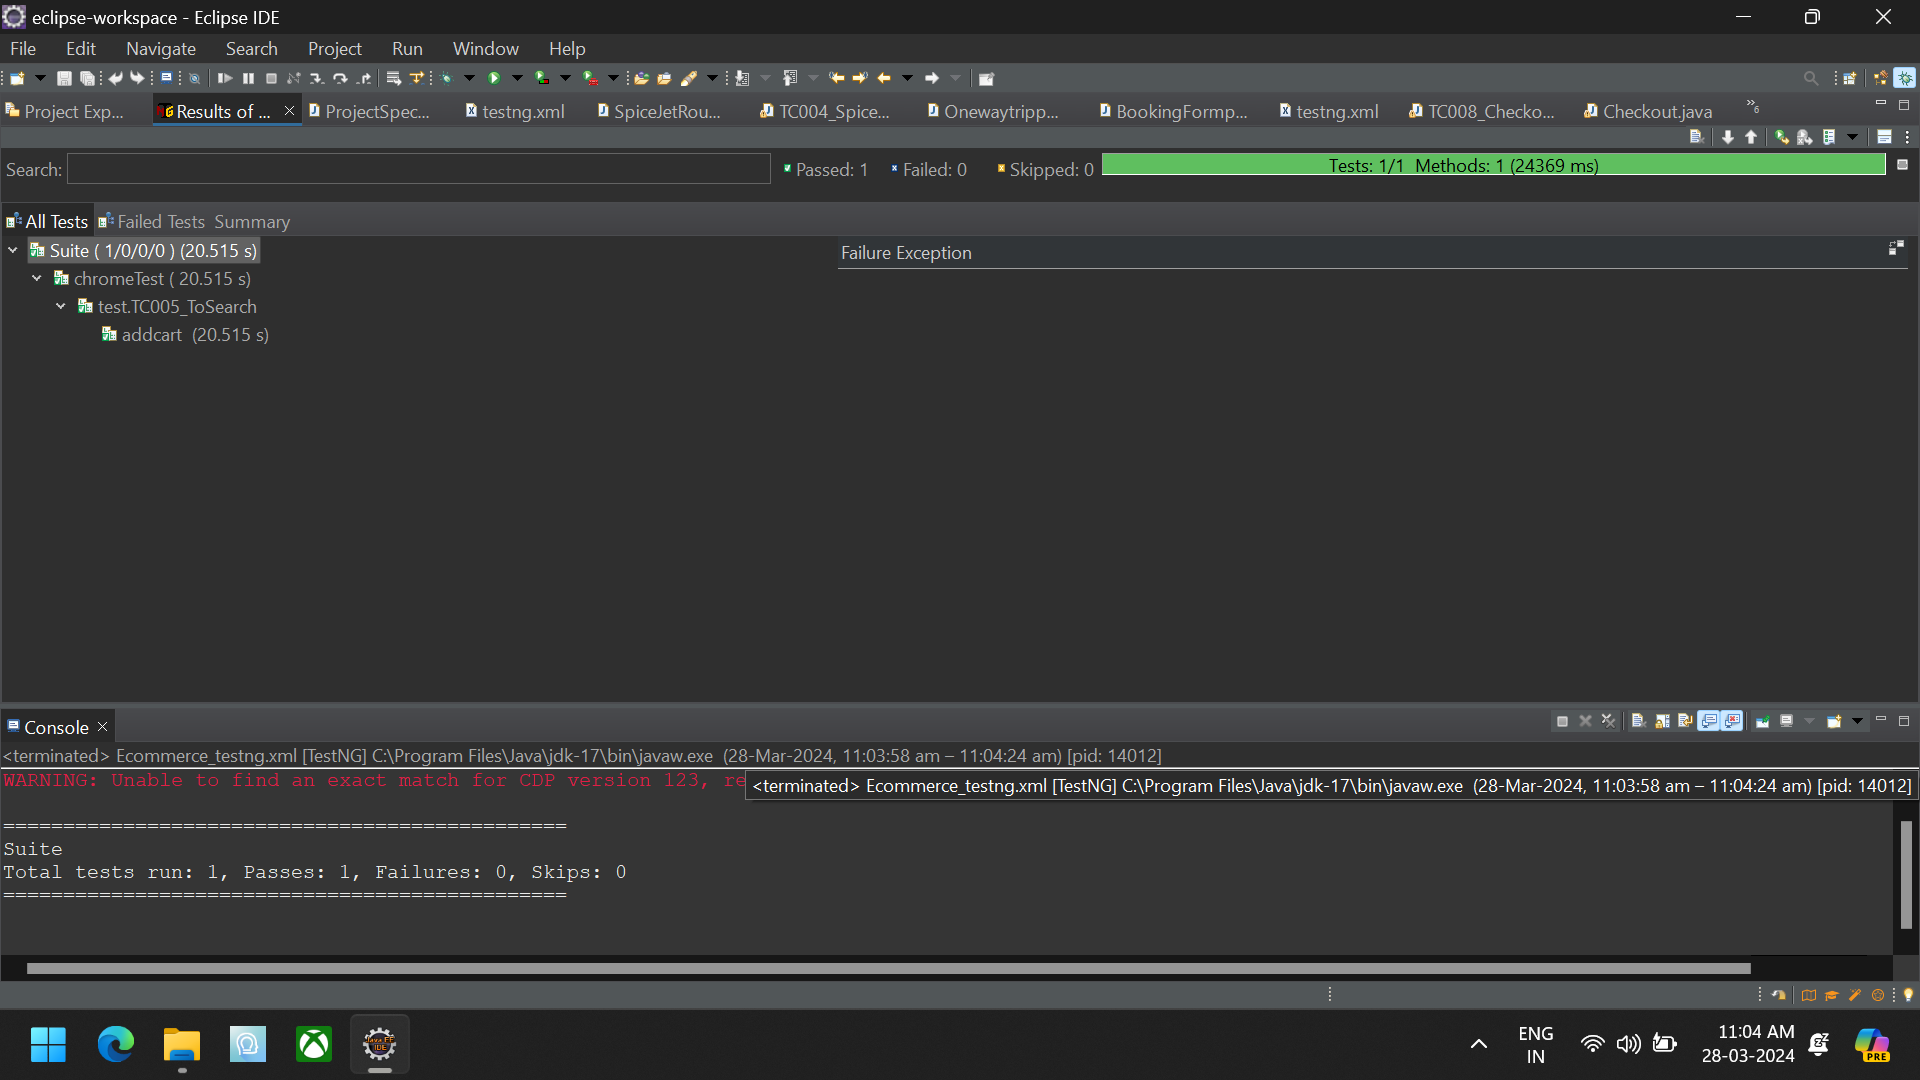 eclipse-workspace - Eclipse IDE
File Edit Navigate Search Project Run Window Help
Project Exp... Results of ... ProjectSpec... testng.xml SpiceJetRou... TC004_Spice... Onewaytripp... BookingFormp... testng.xml TC008_Checko... Checkout.java »6
Search: Passed: 1 Failed: 0 Skipped: 0 Tests: 1/1 Methods: 1 (24369 ms)
All Tests Failed Tests Summary
Suite ( 1/0/0/0 ) (20.515 s)
Failure Exception
chromeTest ( 20.515 s)
test.TC005_ToSearch
addcart (20.515 s)
Console
<terminated> Ecommerce_testng.xml [TestNG] C:\Program Files\Java\jdk-17\bin\javaw.exe (28-Mar-2024, 11:03:58 am – 11:04:24 am) [pid: 14012]
WARNING: Unable to find an exact match for CDP version 123, re
<terminated> Ecommerce_testng.xml [TestNG] C:\Program Files\Java\jdk-17\bin\javaw.exe (28-Mar-2024, 11:03:58 am – 11:04:24 am) [pid: 14012]
===============================================
Suite
Total tests run: 1, Passes: 1, Failures: 0, Skips: 0
===============================================
ENG
IN
11:04 AM
28-03-2024
PRE